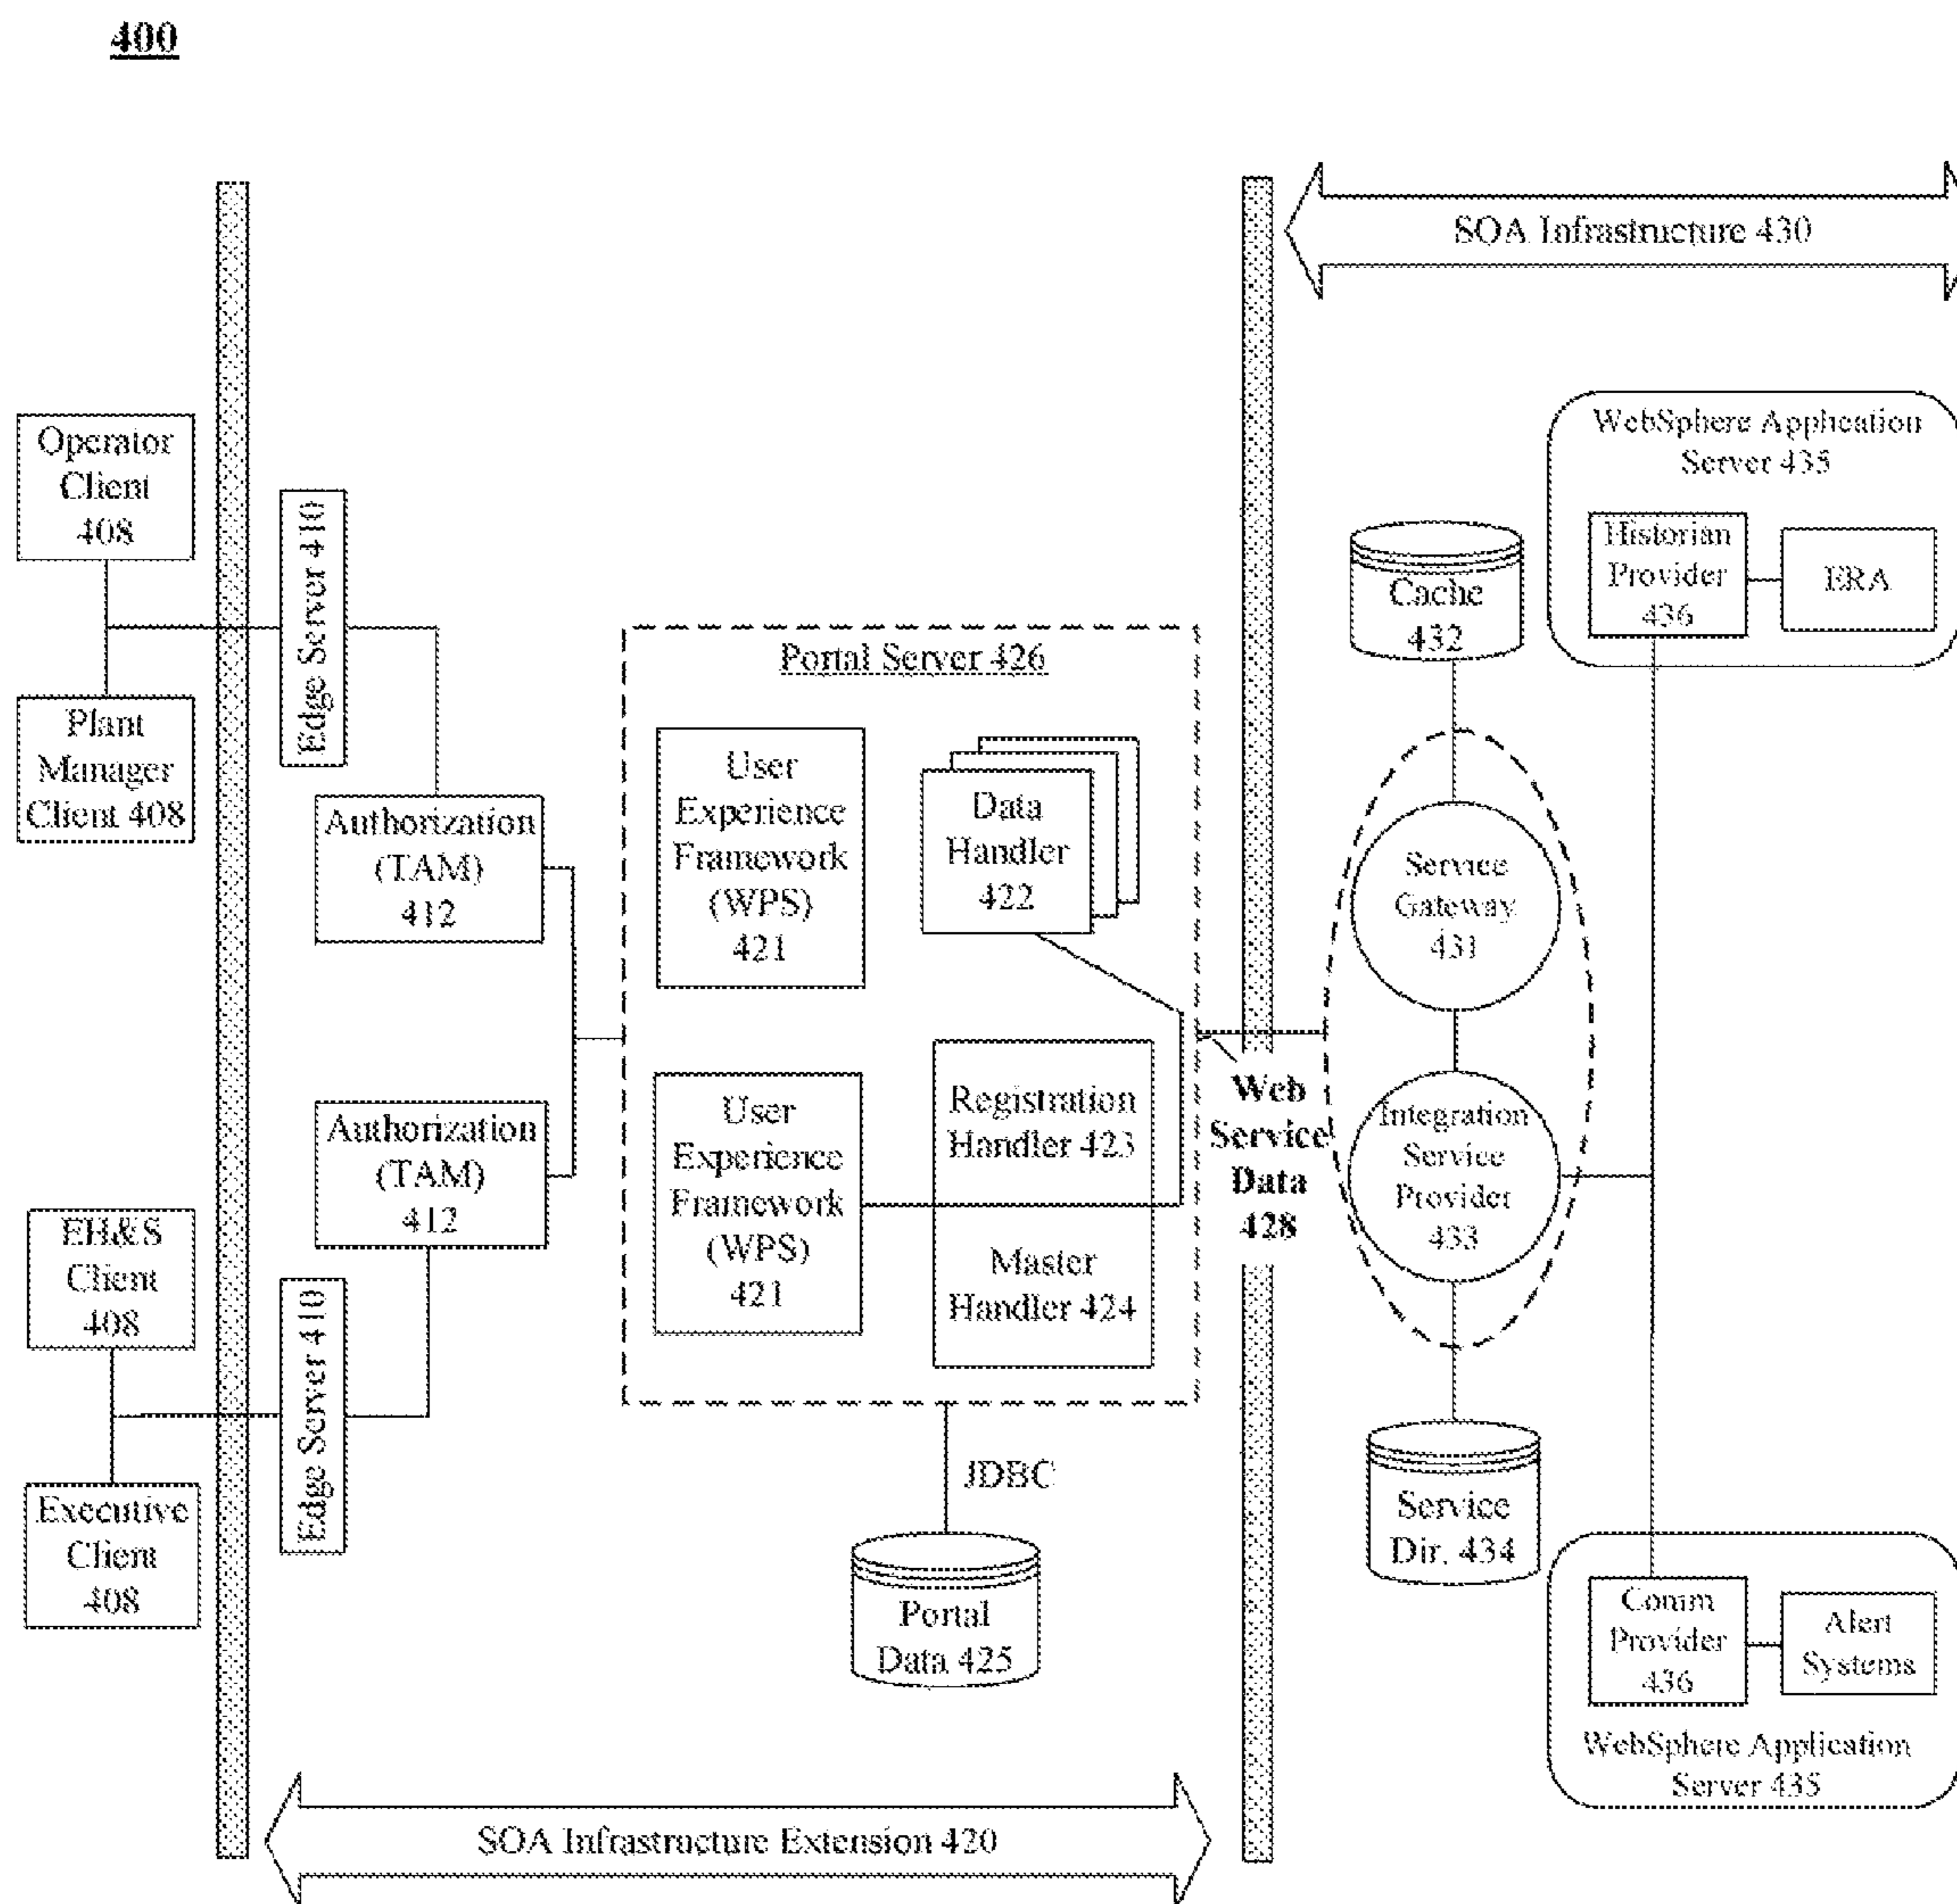 400
SOA Infrastructure 430
Operator
Client
408
Plant
Manager
Client 408
Edge Server 410
Authorization
(TAM)
412
Authorization
(TAM)
412
EH&S
Client
408
Executive
Client
408
Edge Server 410
Portal Server 426
User
Experience
Framework
(WPS)
421
Data
Handler
422
User
Experience
Framework
(WPS)
421
Registration
Handler 423
Master
Handler 424
JDBC
Portal
Data 425
Web
Service
Data
428
Cache
432
Service
Gateway
431
Integration
Service
Provider
433
Service
Dir. 434
WebSphere Application
Server 435
Historian
Provider
436
ERA
Comm
Provider
436
Alert
Systems
WebSphere Application
Server 435
SOA Infrastructure Extension 420